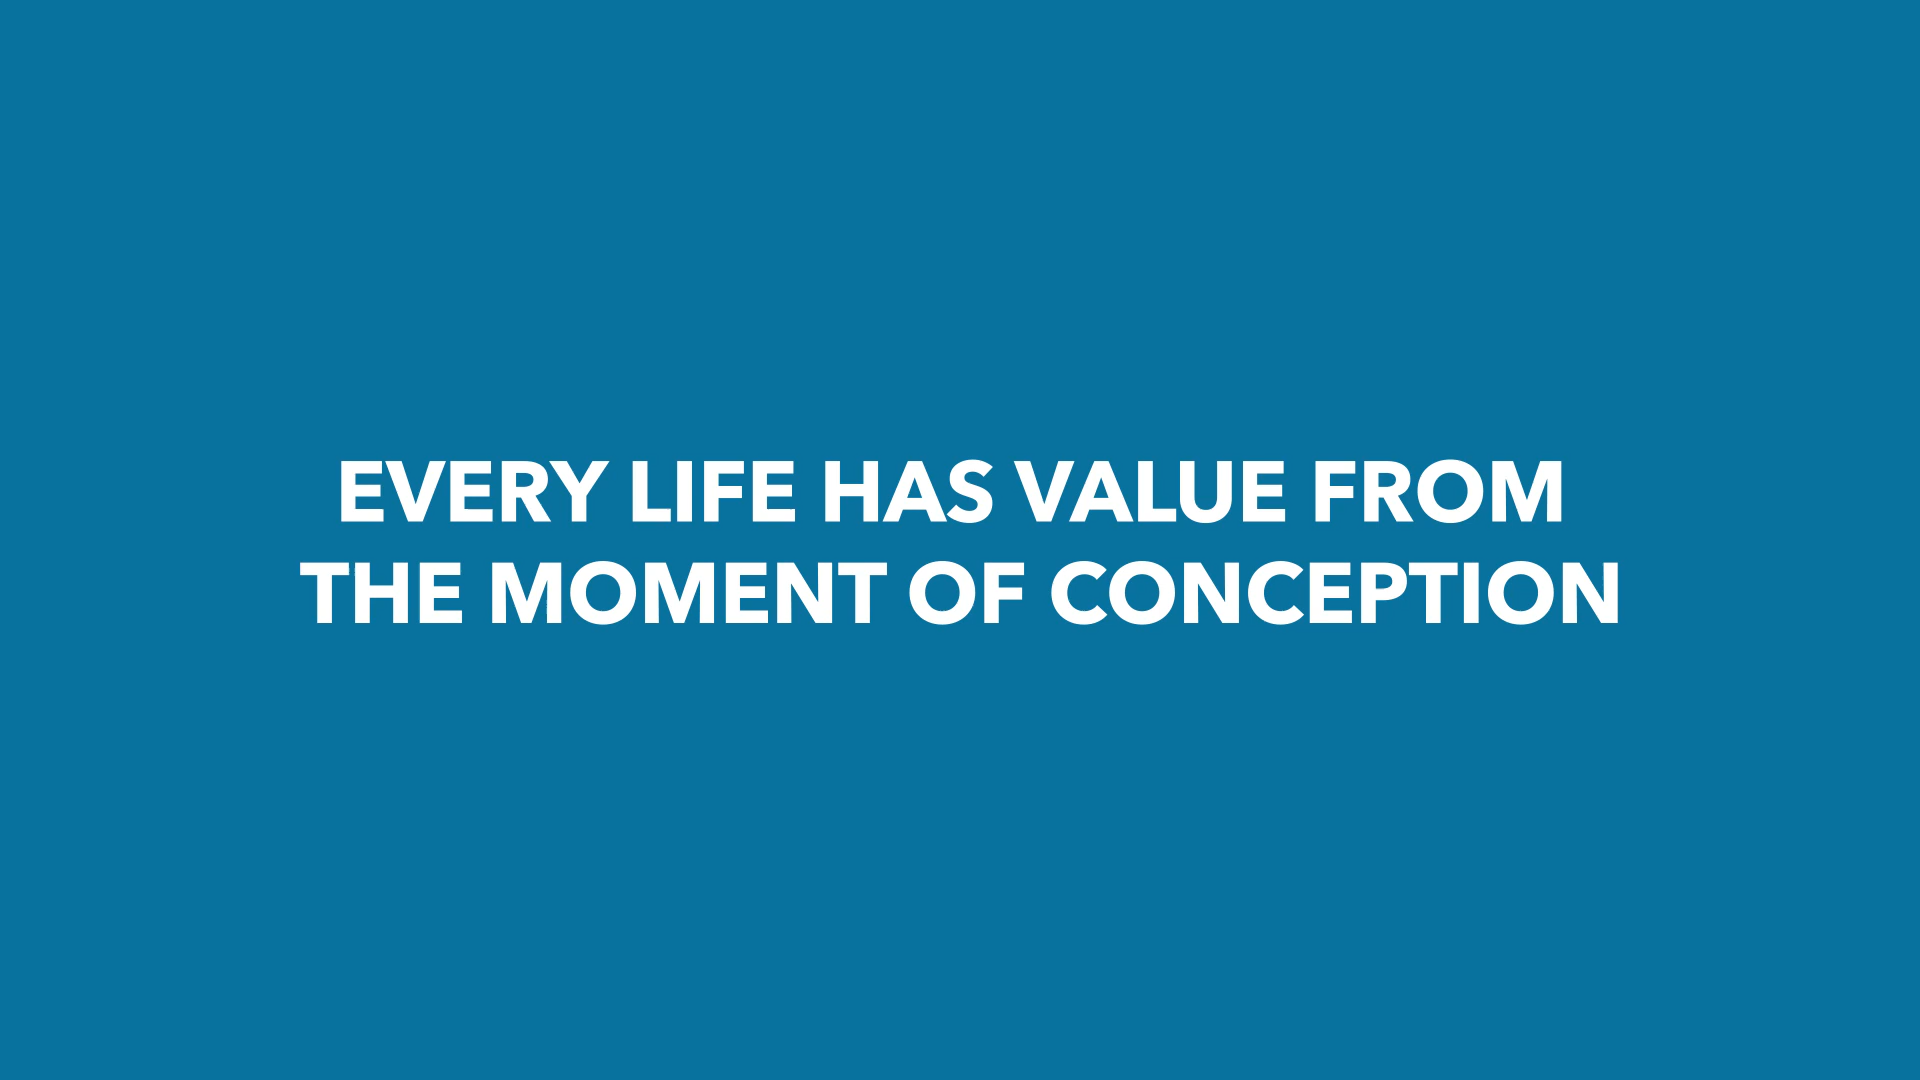 EVERY LIFE HAS VALUE FROM
THE MOMENT OF CONCEPTION